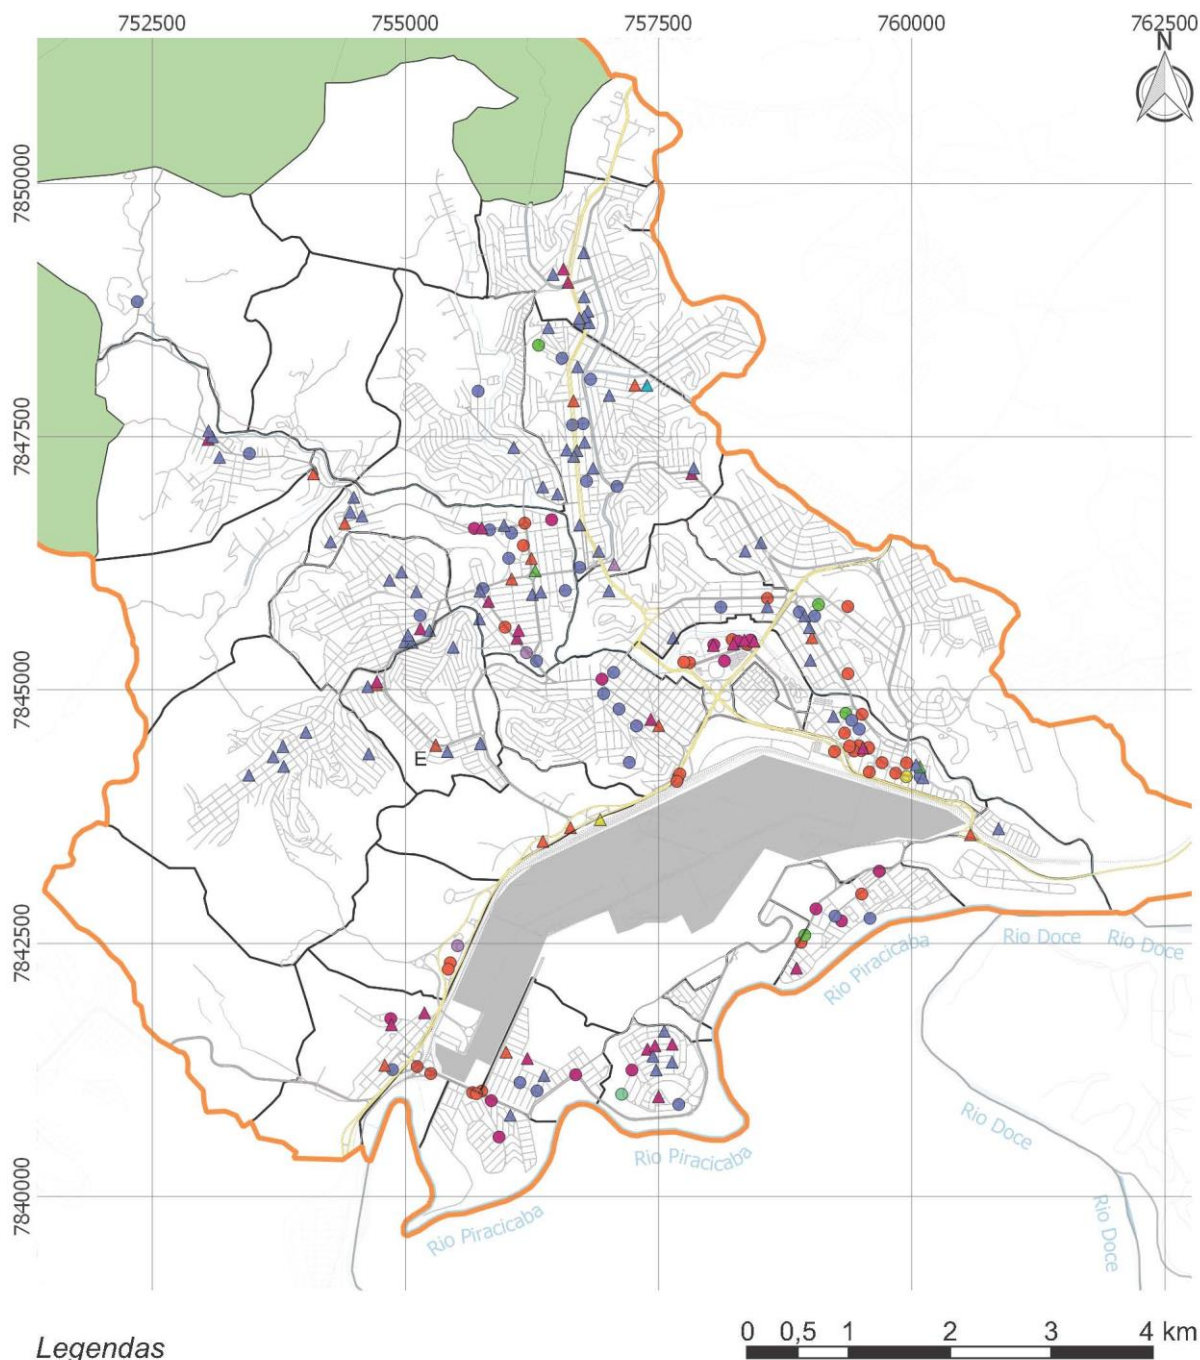 752500 755000 757500 760000 762500
N
7850000
7847500
7845000
E
7842500
Rio Piracicaba
Rio Doce
Rio Doce
Rio Doce
Rio Piracicaba
Rio Doce
7840000
Rio Piracicaba
Legendas
0 0,5 1 2 3 4 km